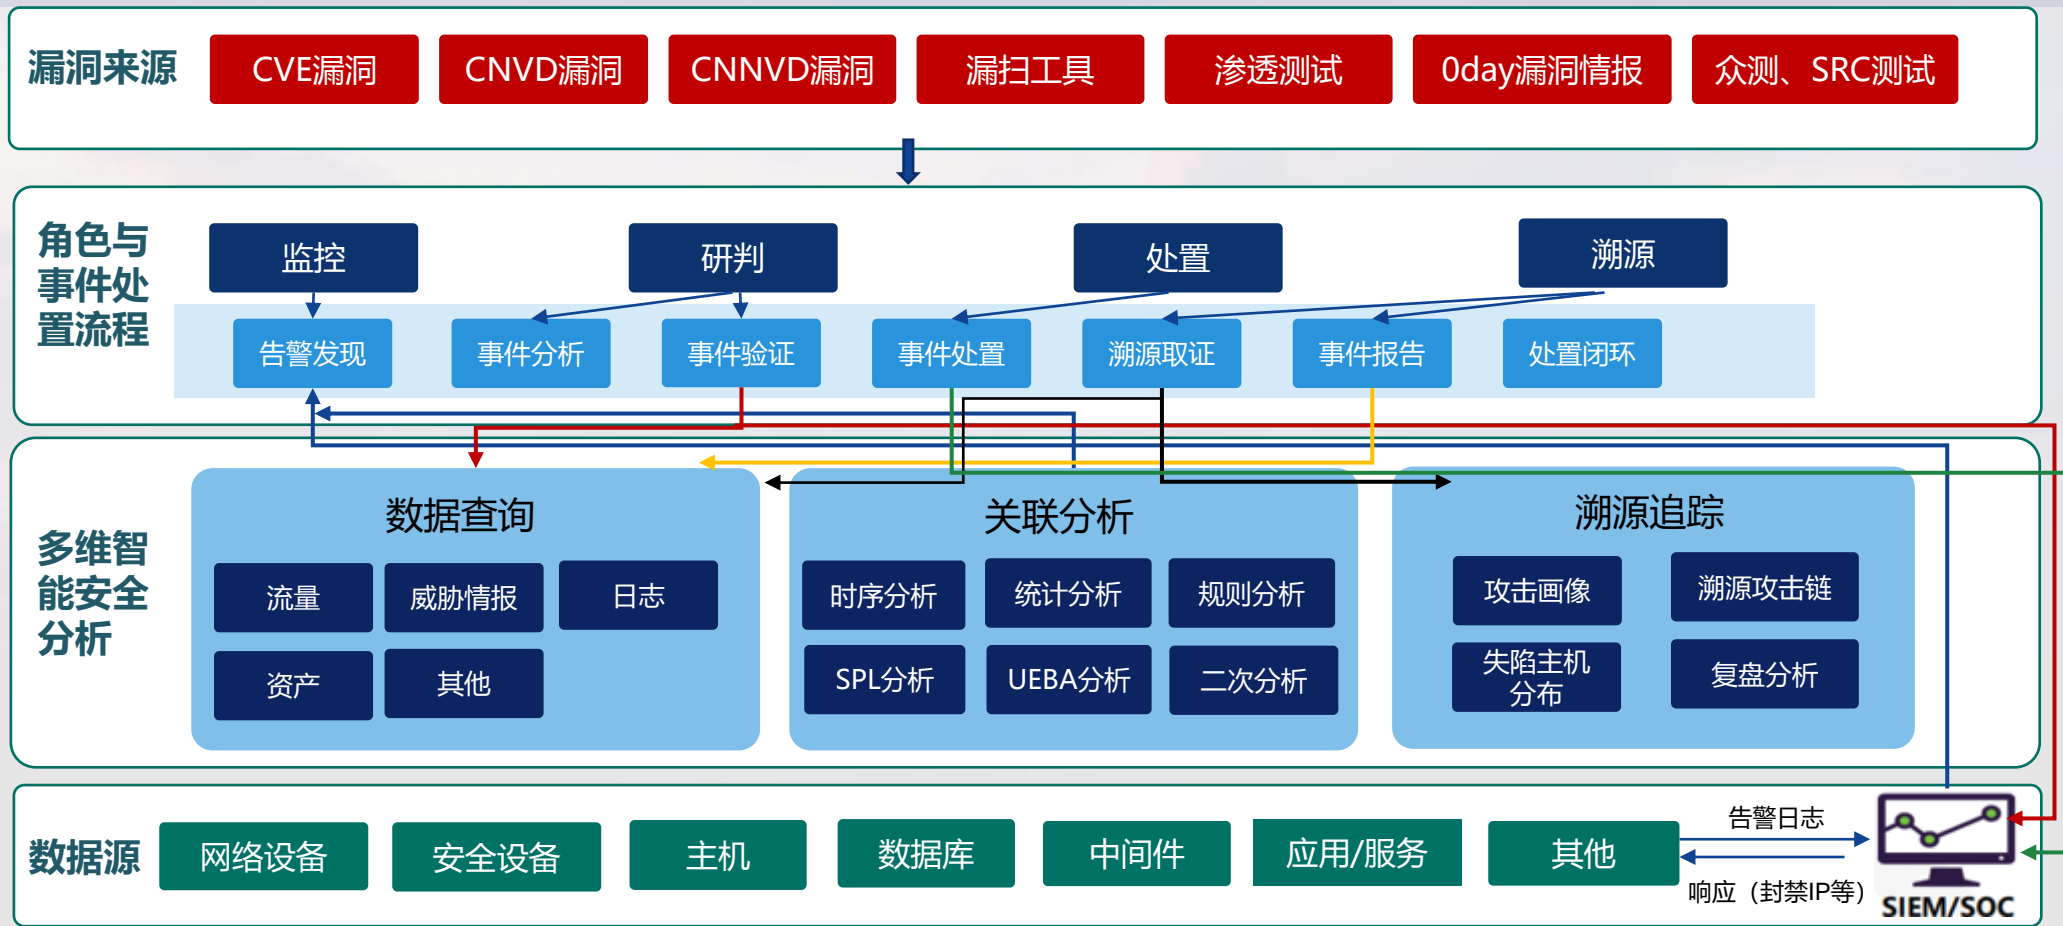 漏洞来源
CVE漏洞
CNVD漏洞
CNNVD漏洞
漏扫工具
渗透测试
0day漏洞情报
众测、SRC测试
角色与
事件处
置流程
监控
研判
处置
溯源
告警发现
事件分析
事件验证
事件处置
溯源取证
事件报告
处置闭环
多维智
能安全
分析
数据查询
流量
威胁情报
日志
资产
其他
关联分析
时序分析
统计分析
规则分析
SPL分析
UEBA分析
二次分析
溯源追踪
攻击画像
溯源攻击链
失陷主机
分布
复盘分析
数据源
网络设备
安全设备
主机
数据库
中间件
应用/服务
其他
告警日志
响应（封禁IP等）
SIEM/SOC